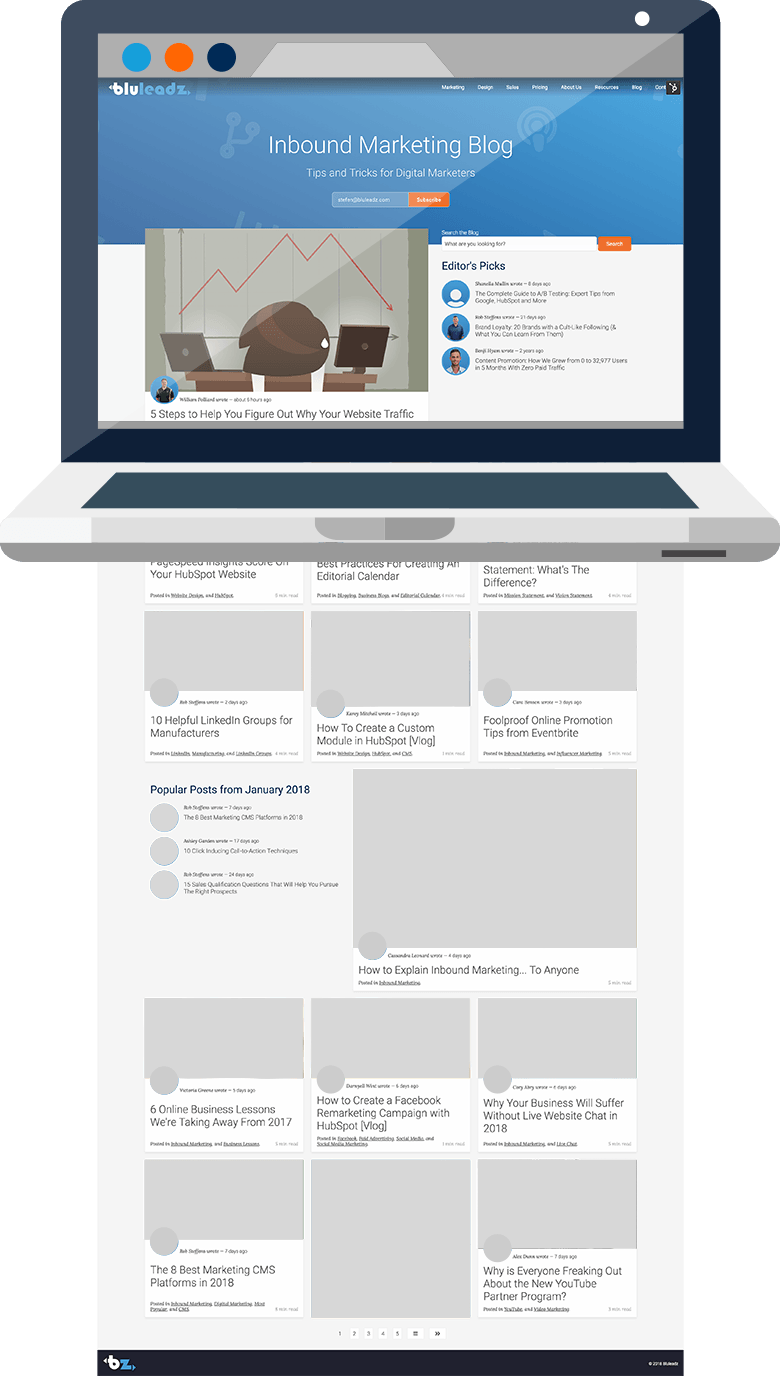 bluleadz
Marketing Design Sales Pricing About Us Resources Blog Cont
Inbound Marketing Blog
Tips and Tricks for Digital Marketers
stefen@bluleadz.com Subscribe
Search the Blog
What are you looking for? Search
Editor's Picks
Shanelle Mullin wrote — 8 days ago
The Complete Guide to A/B Testing: Expert Tips from
Google, HubSpot and More
Rob Steffens wrote — 21 days ago
Brand Loyalty: 20 Brands with a Cult-Like Following (&
What You Can Learn From Them)
Benji Hyam wrote — 2 years ago
Content Promotion: How We Grew from 0 to 32,977 Users
in 5 Months With Zero Paid Traffic
William Polliard wrote — about 6 hours ago
5 Steps to Help You Figure Out Why Your Website Traffic
PageSpeed Insights Score On
Your HubSpot Website
Posted in Website Design, and HubSpot. 5 min read
Best Practices For Creating An
Editorial Calendar
Posted in Blogging, Business Blogs, and Editorial Calendar. 6 min read
Statement: What's The
Difference?
Posted in Mission Statement, and Vision Statement. 6 min read
Rob Steffens wrote — 2 days ago
10 Helpful LinkedIn Groups for
Manufacturers
Posted in LinkedIn, Manufacturing, and LinkedIn Groups. 4 min read
Kasey Mitchell wrote — 3 days ago
How To Create a Custom
Module in HubSpot [Vlog]
Posted in Website Design, HubSpot, and CMS. 1 min read
Cara Jensen wrote — 3 days ago
Foolproof Online Promotion
Tips from Eventbrite
Posted in Inbound Marketing, and Influencer Marketing. 5 min read
Popular Posts from January 2018
Rob Steffens wrote — 7 days ago
The 8 Best Marketing CMS Platforms in 2018
Ashley Carden wrote — 17 days ago
10 Click Inducing Call-to-Action Techniques
Rob Steffens wrote — 24 days ago
15 Sales Qualification Questions That Will Help You Pursue
The Right Prospects
Cassandra Leonard wrote — 4 days ago
How to Explain Inbound Marketing... To Anyone
Posted in Inbound Marketing. 5 min read
Victoria Greene wrote — 5 days ago
6 Online Business Lessons
We're Taking Away From 2017
Posted in Inbound Marketing, and Business Lessons. 5 min read
wrote — 6 days ago
How to Create a Facebook
Remarketing Campaign with
HubSpot [Vlog]
Posted in Facebook, Paid Advertising, Social Media, and
Social Media Marketing. 1 min read
wrote — 6 days ago
Why Your Business Will Suffer
Without Live Website Chat in
2018
Posted in Inbound Marketing, and Live Chat. 5 min read
Rob Steffens wrote — 7 days ago
The 8 Best Marketing CMS
Platforms in 2018
Posted in Inbound Marketing, Digital Marketing, Most
Popular, and CMS. 5 min read
Alex Dunn wrote — 7 days ago
Why is Everyone Freaking Out
About the New YouTube
Partner Program?
Posted in YouTube, and Video Marketing. 3 min read
1 2 3 4 5
bz © 2018 Bluleadz